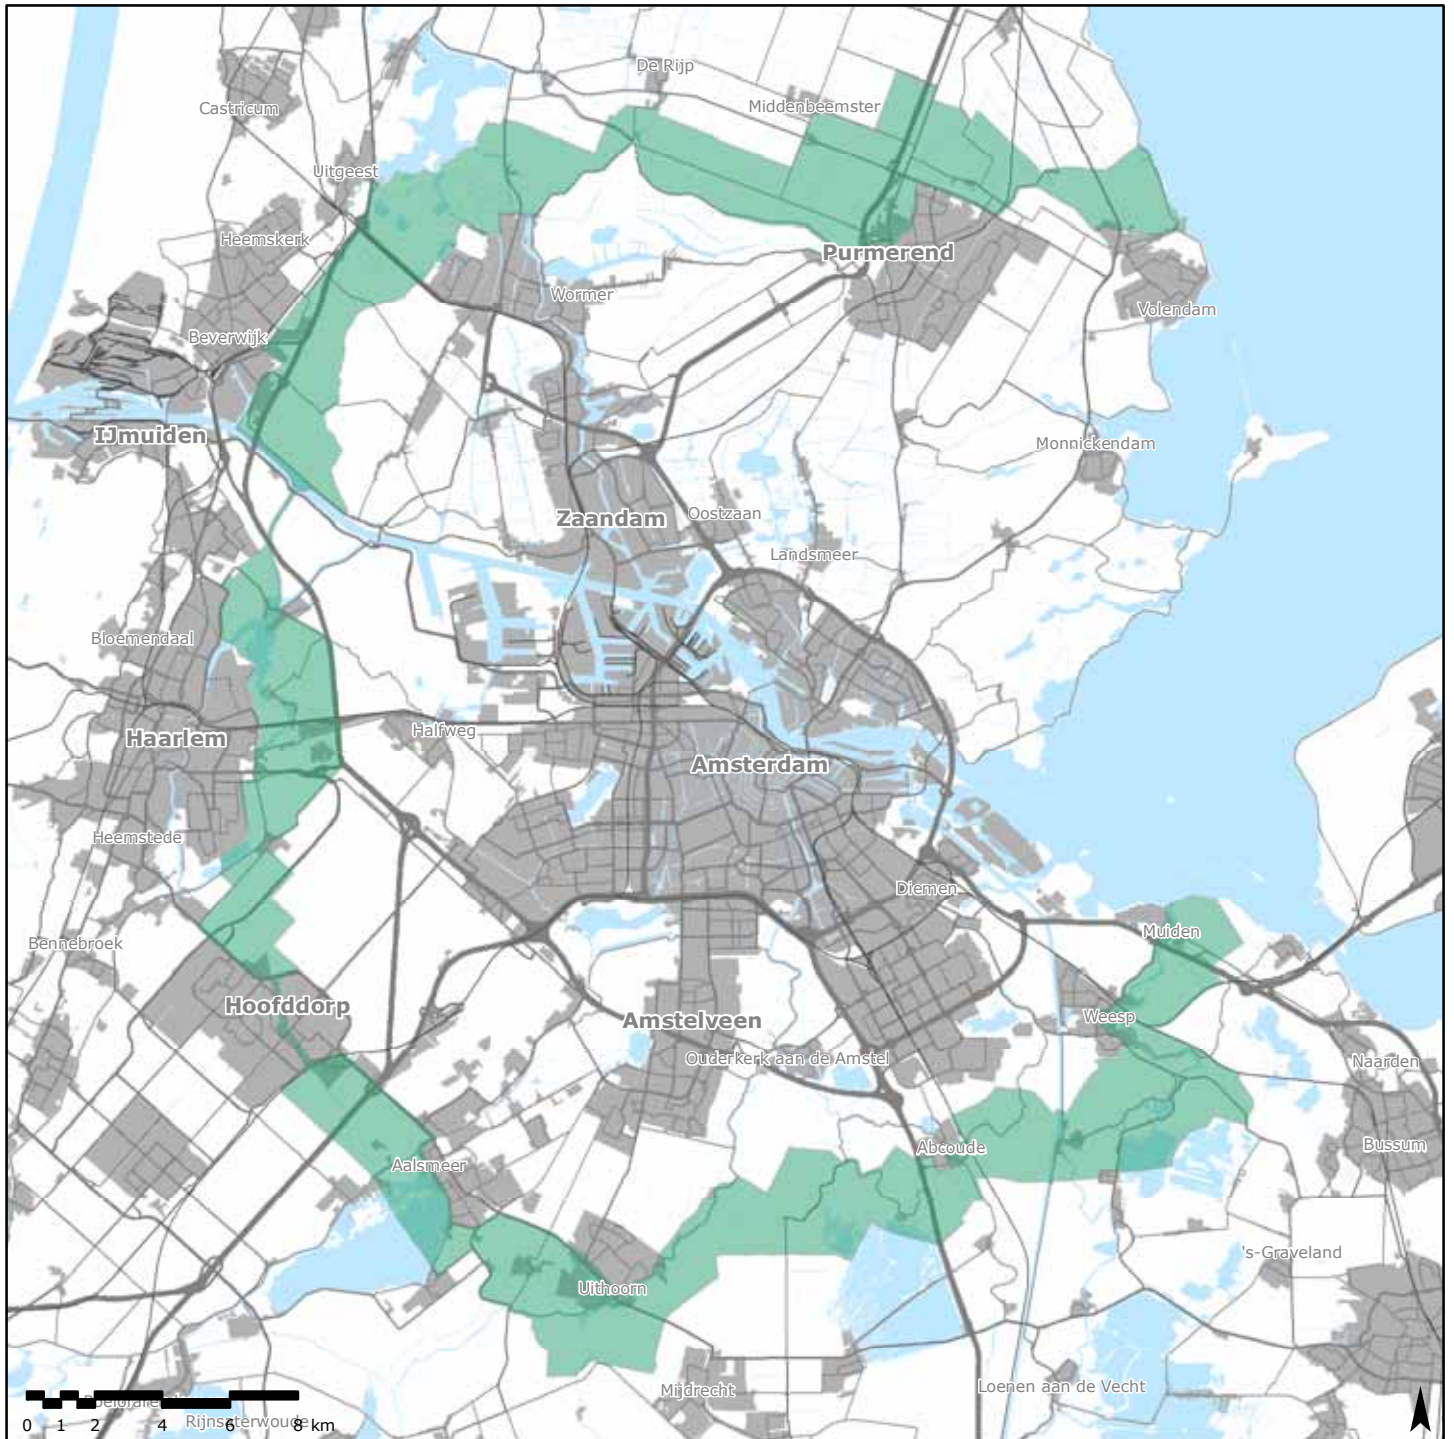 De Rijp
Castricum
Middenbeemster
Uitgeest
Heemskerk
Purmerend
Wormer
Volendam
Beverwijk
IJmuiden
Monnickendam
Zaandam
Oostzaan
Landsmeer
Bloemendaal
Haarlem
Halfweg
Amsterdam
Heemstede
Diemen
Bennebroek
Muiden
Hoofddorp
Amstelveen
Weesp
Ouderkerk aan de Amstel
Naarden
Abcoude
Bussum
Aalsmeer
's-Graveland
Uithoorn
Mijdrecht
Loenen aan de Vecht
Rijnsaterwoude
0 1 2 4 6 8 km